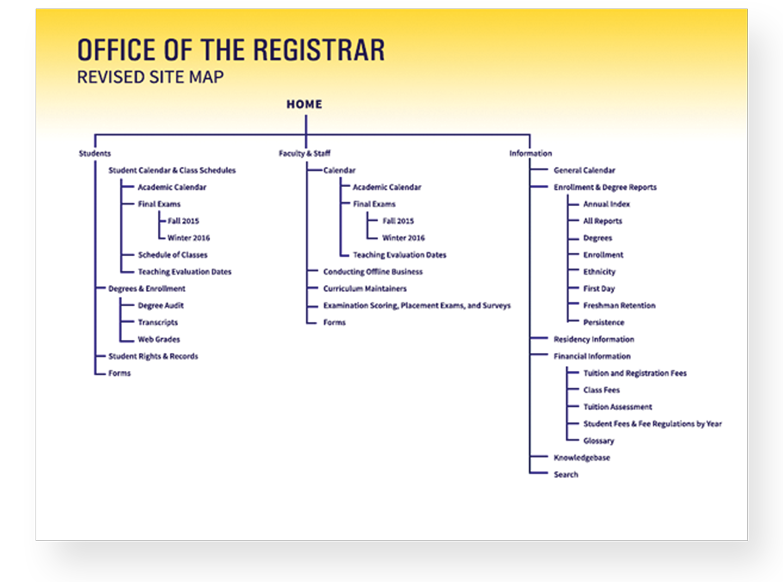 OFFICE OF THE REGISTRAR
REVISED SITE MAP
HOME
Students
Student Calendar & Class Schedules
Academic Calendar
Final Exams
Fall 2015
Winter 2016
Schedule of Classes
Teaching Evaluation Dates
Degrees & Enrollment
Degree Audit
Transcripts
Web Grades
Student Rights & Records
Forms
Faculty & Staff
Calendar
Academic Calendar
Final Exams
Fall 2015
Winter 2016
Teaching Evaluation Dates
Conducting Offline Business
Curriculum Maintainers
Examination Scoring, Placement Exams, and Surveys
Forms
Information
General Calendar
Enrollment & Degree Reports
Annual Index
All Reports
Degrees
Enrollment
Ethnicity
First Day
Freshman Retention
Persistence
Residency Information
Financial Information
Tuition and Registration Fees
Class Fees
Tuition Assessment
Student Fees & Fee Regulations by Year
Glossary
Knowledgebase
Search